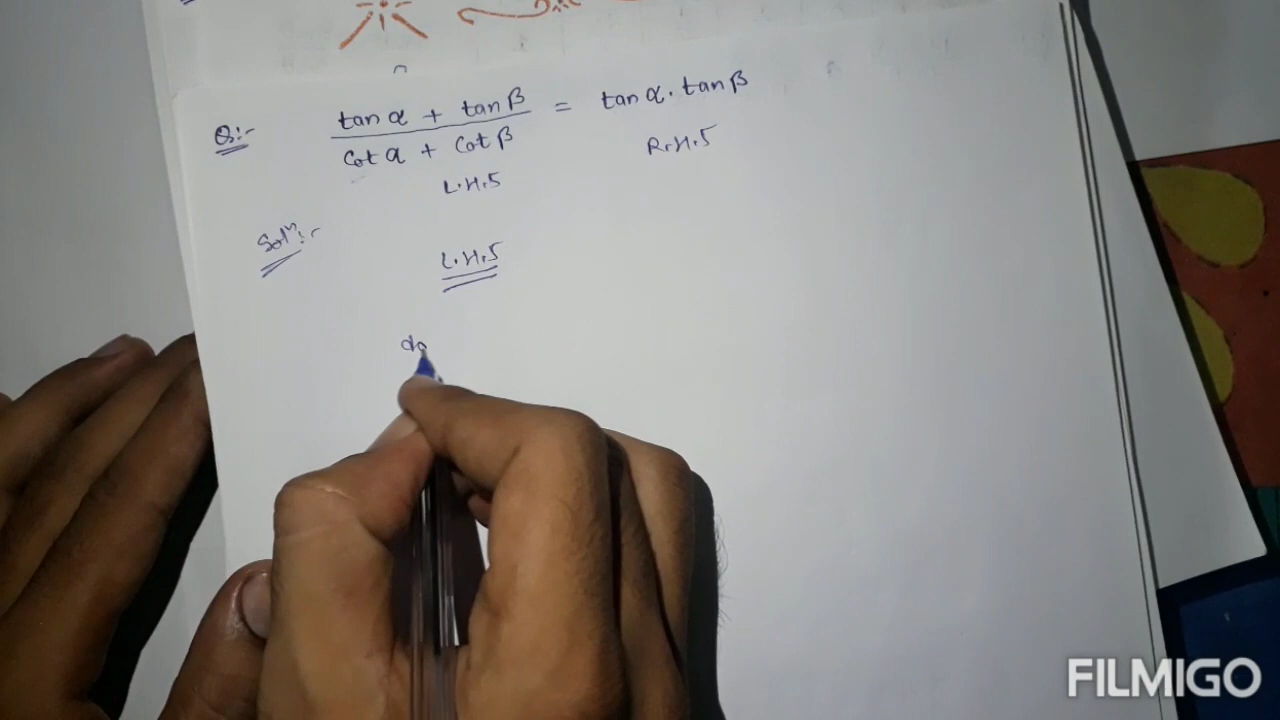 Q:- tan α + tan β / cot α + cot β = tan α . tan β
L.H.S R.H.S
Solⁿ:-
L.H.S
FILMIGO